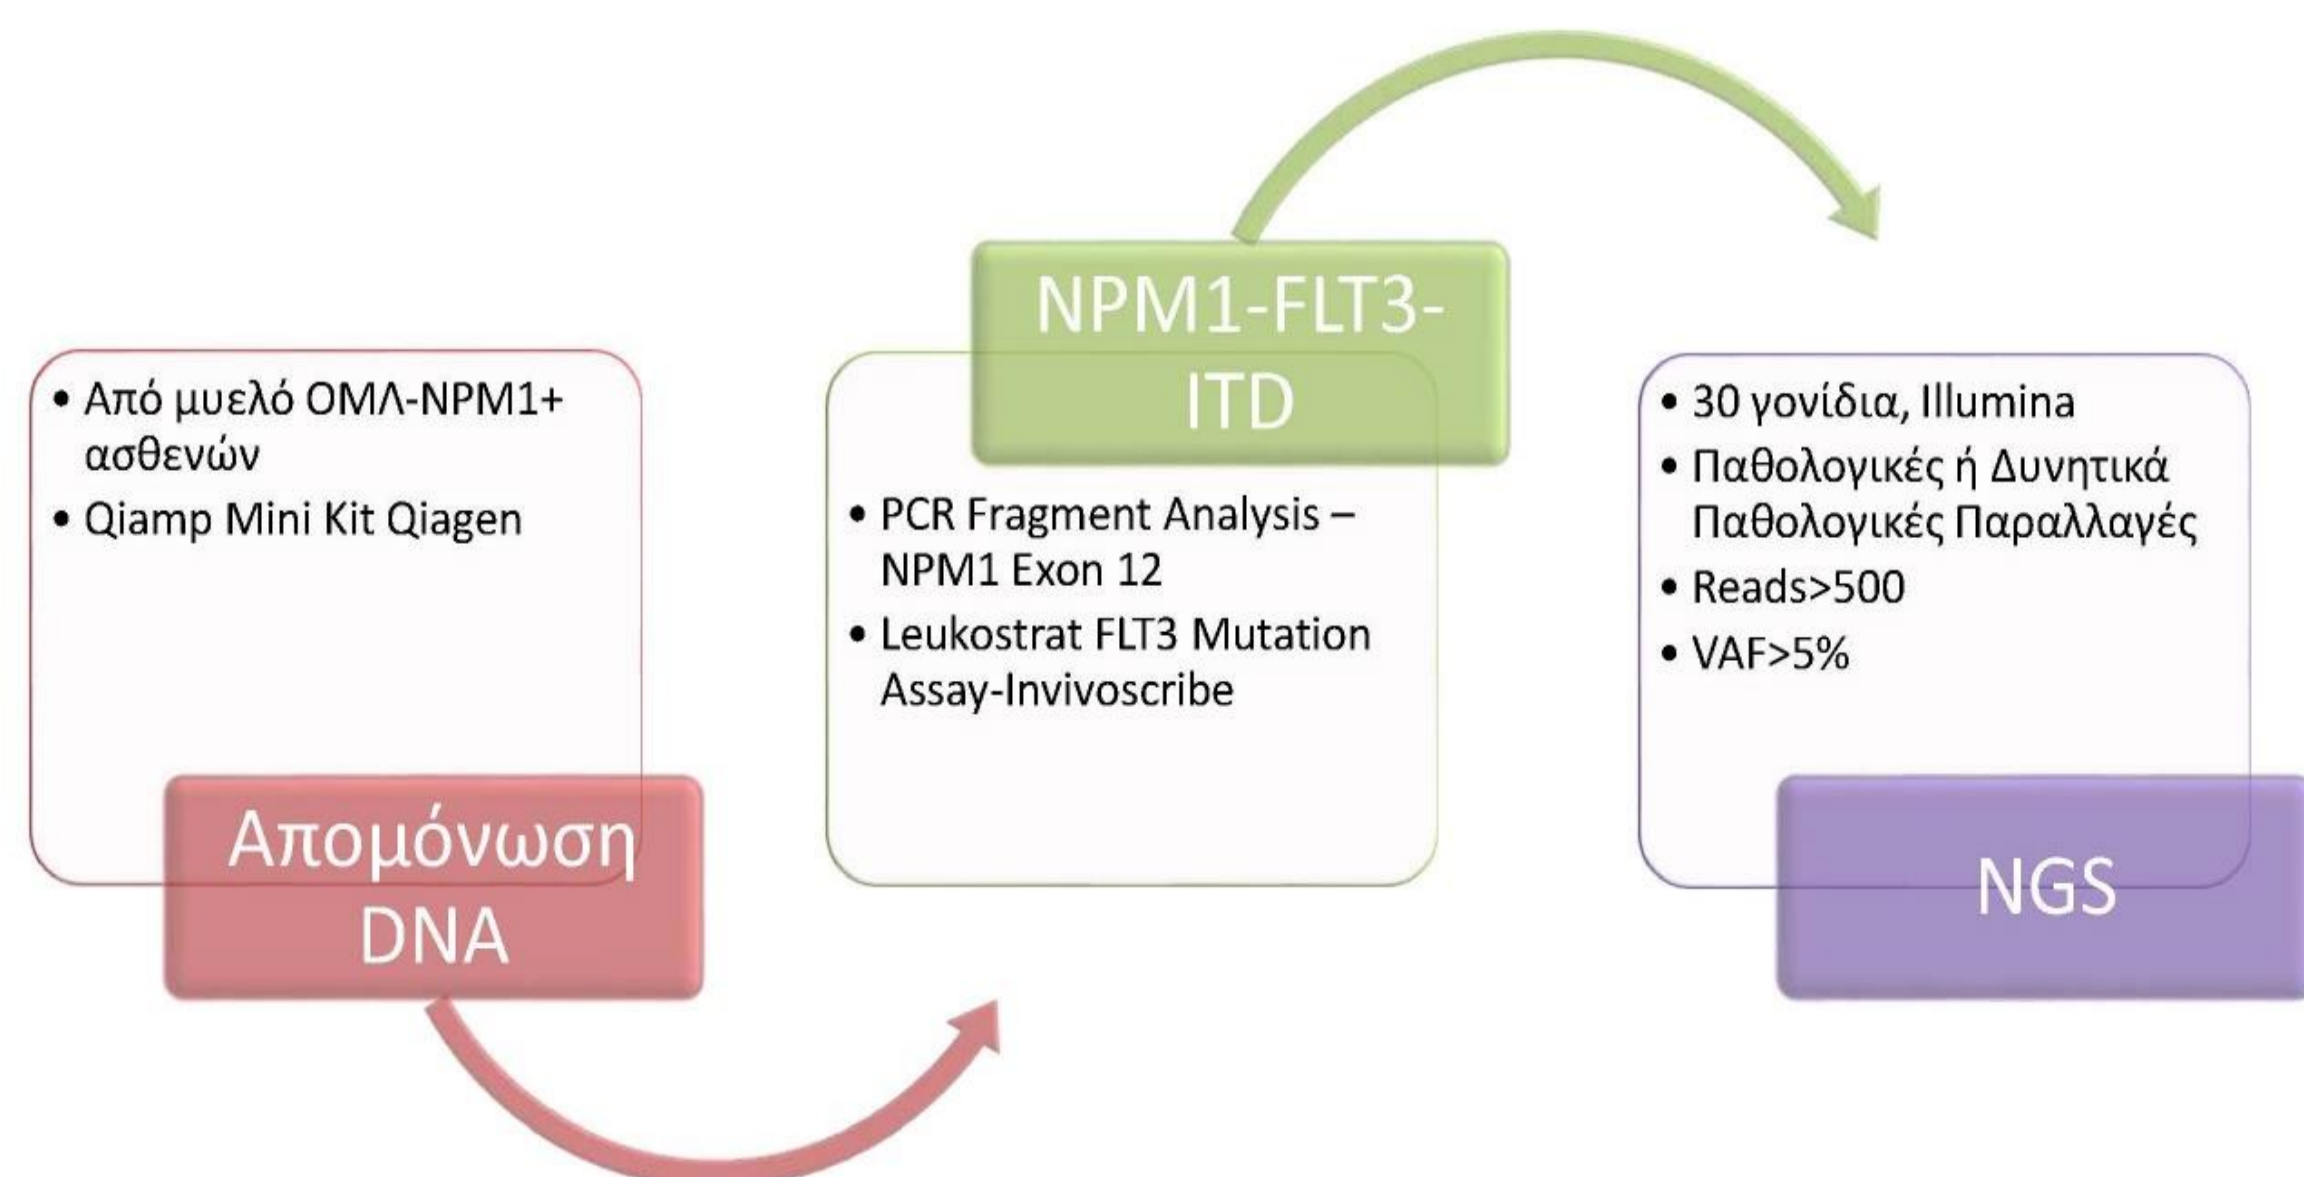 • Από μυελό ΟΜΛ-NPM1+
ασθενών
• Qiamp Mini Kit Qiagen
Απομόνωση
DNA
NPM1-FLT3-
ITD
• PCR Fragment Analysis –
NPM1 Exon 12
• Leukostrat FLT3 Mutation
Assay-Invivoscribe
• 30 γονίδια, Illumina
• Παθολογικές ή Δυνητικά
Παθολογικές Παραλλαγές
• Reads>500
• VAF>5%
NGS